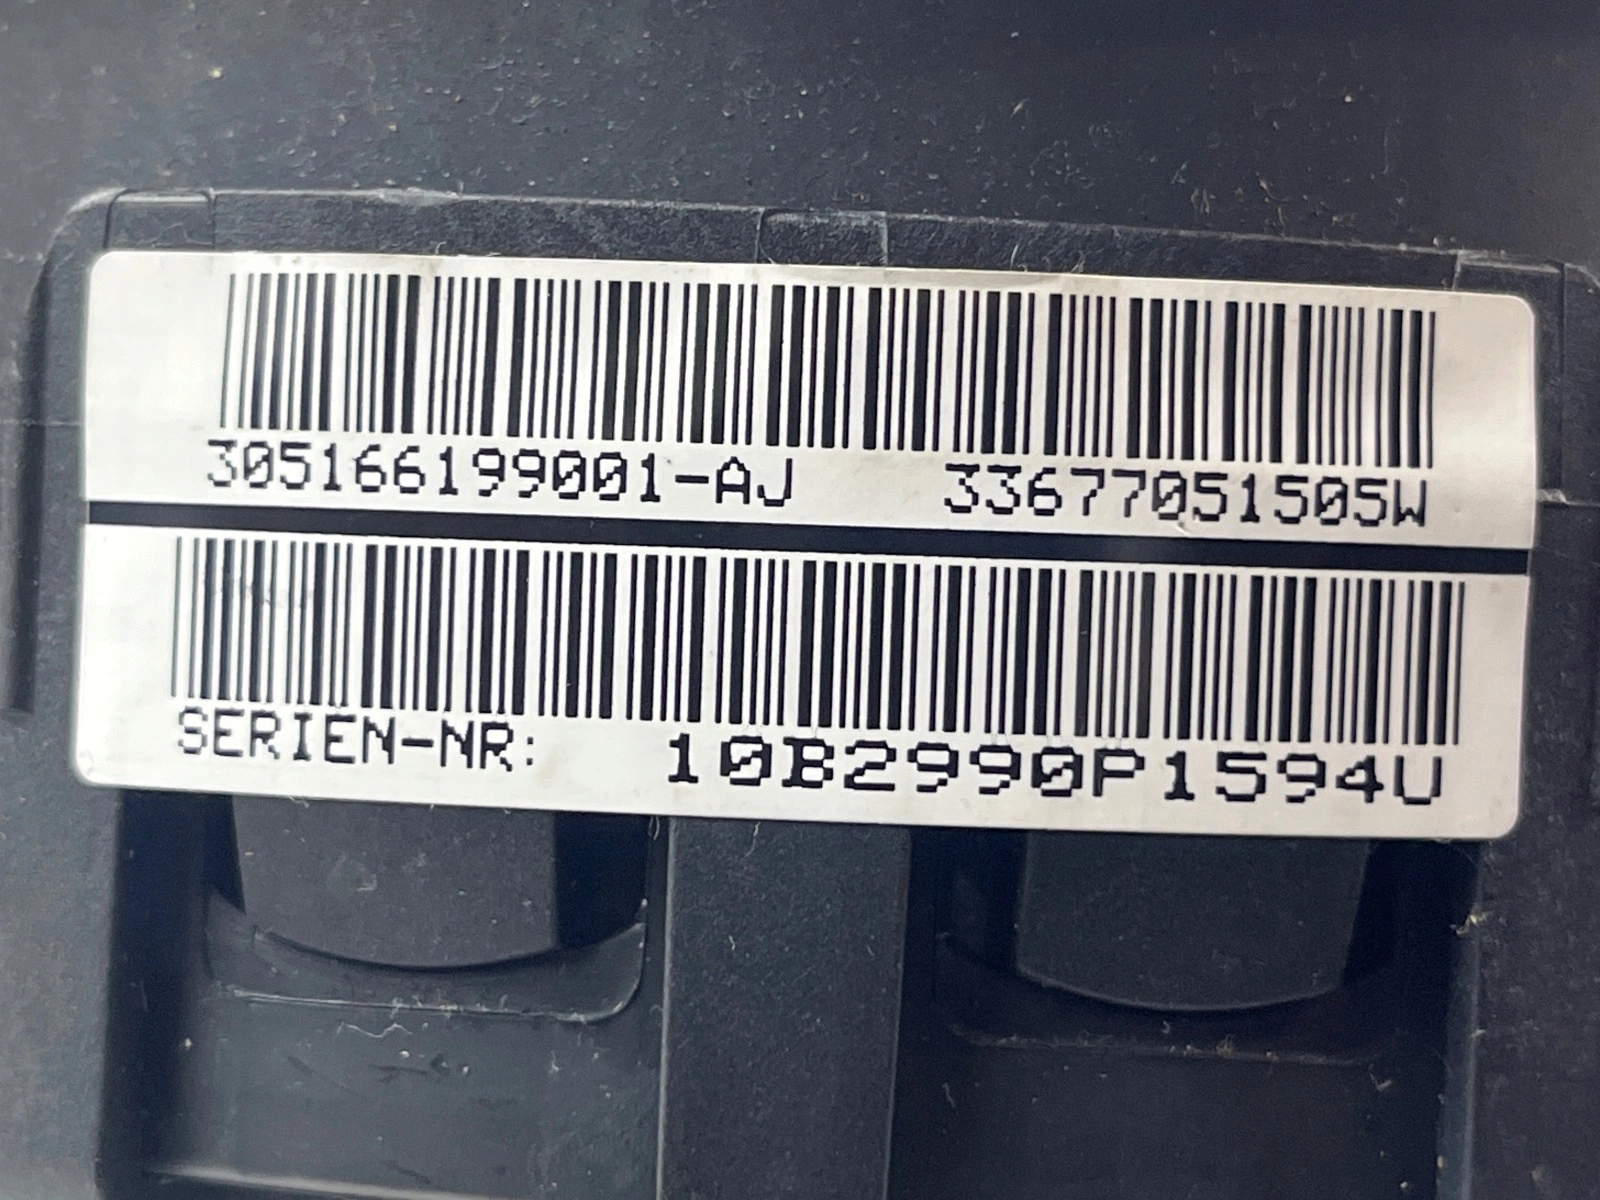 305166199001-AJ 33677051505W
SERIEN-NR: 10B2990P1594U